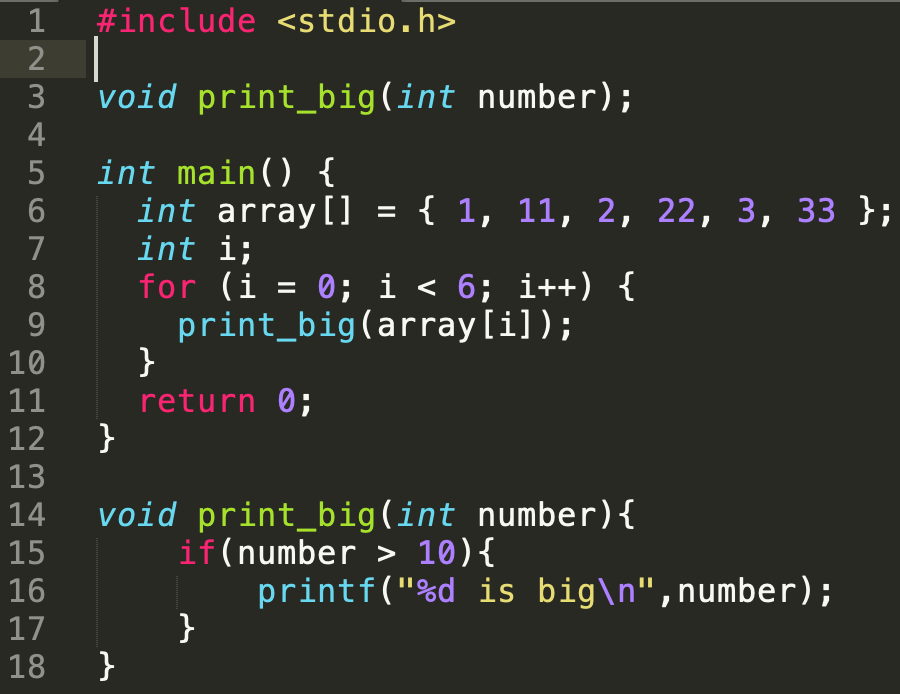 1 #include <stdio.h>
2
3 void print_big(int number);
4
5 int main() {
6   int array[] = { 1, 11, 2, 22, 3, 33 };
7   int i;
8   for (i = 0; i < 6; i++) {
9     print_big(array[i]);
10   }
11   return 0;
12 }
13
14 void print_big(int number){
15     if(number > 10){
16         printf("%d is big\n",number);
17     }
18 }